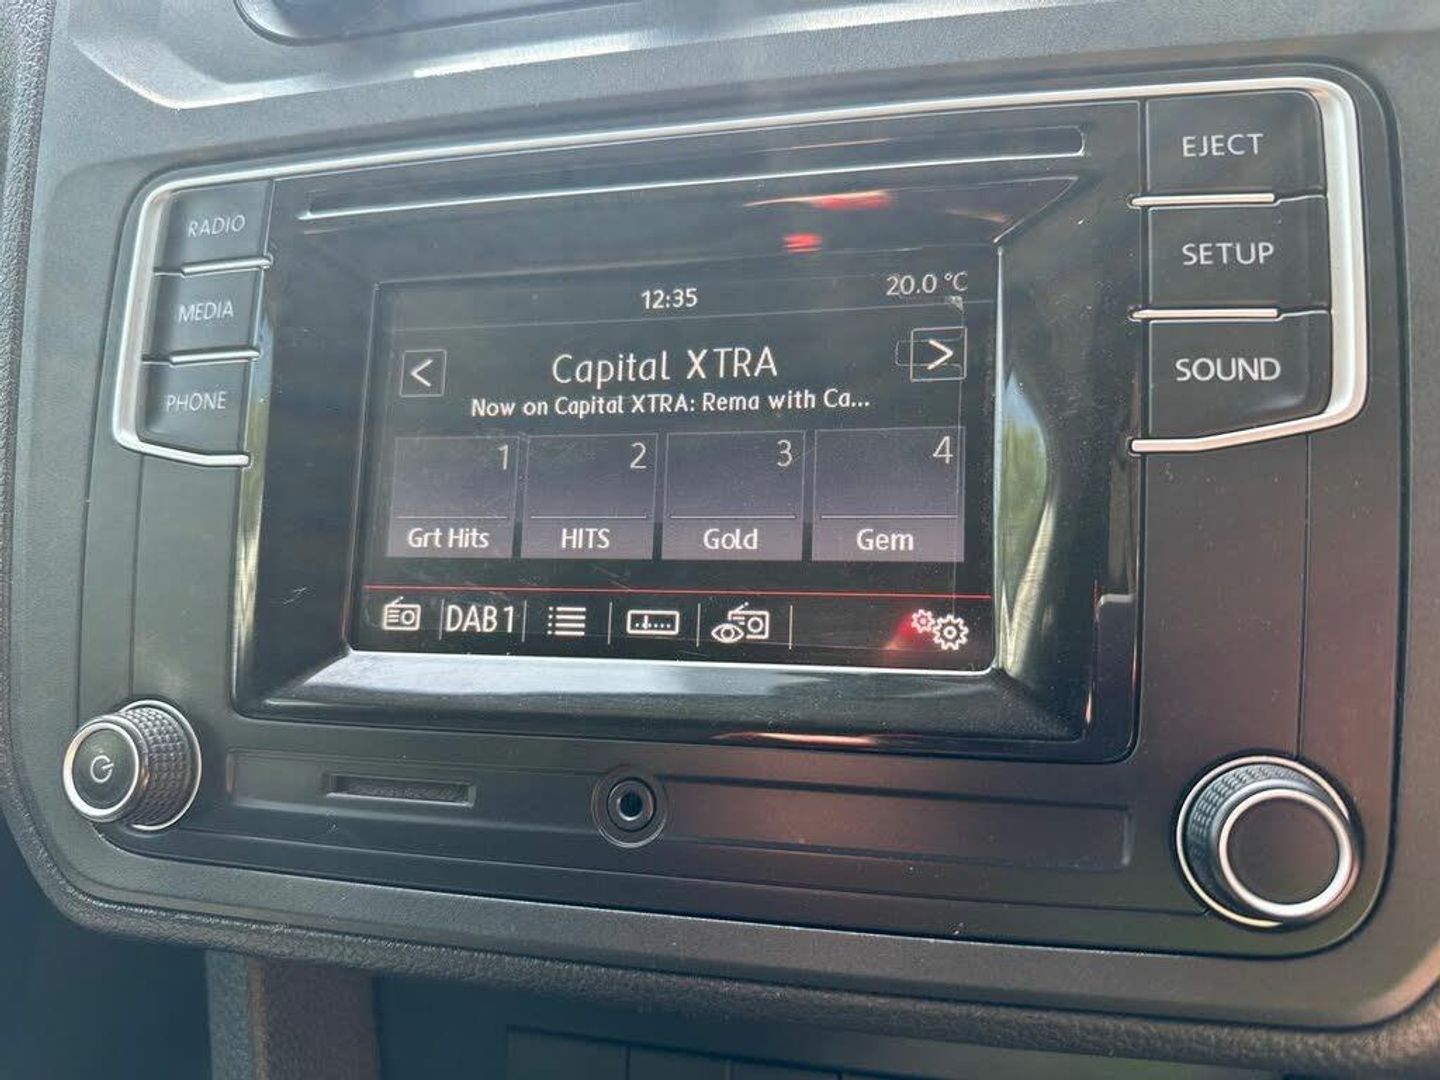 EJECT
RADIO
SETUP
MEDIA
SOUND
PHONE
12:35
20.0 °C
<
Capital XTRA
>
Now on Capital XTRA: Rema with Ca...
1
2
3
4
Grt Hits
HITS
Gold
Gem
DAB1